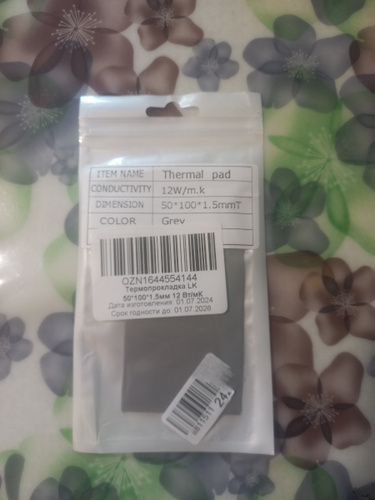 ITEM NAME Thermal pad
CONDUCTIVITY 12W/m.k
DIMENSION 50*100*1.5mmT
COLOR Grey
OZN1644554144
Термопрокладка LK
50*100*1,5мм 12 Вт/мК
Дата изготовления: 01.07.2024
Срок годности до: 01.07.2026
24.